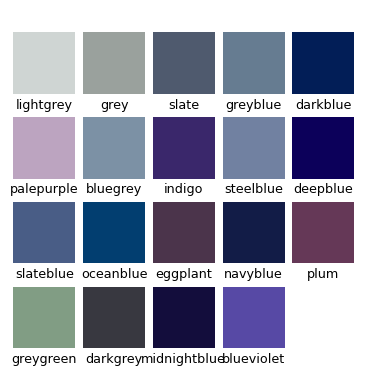 lightgrey grey slate greyblue darkblue
palepurple bluegrey indigo steelblue deepblue
slateblue oceanblue eggplant navyblue plum
greygreen darkgrey midnightblue blueviolet